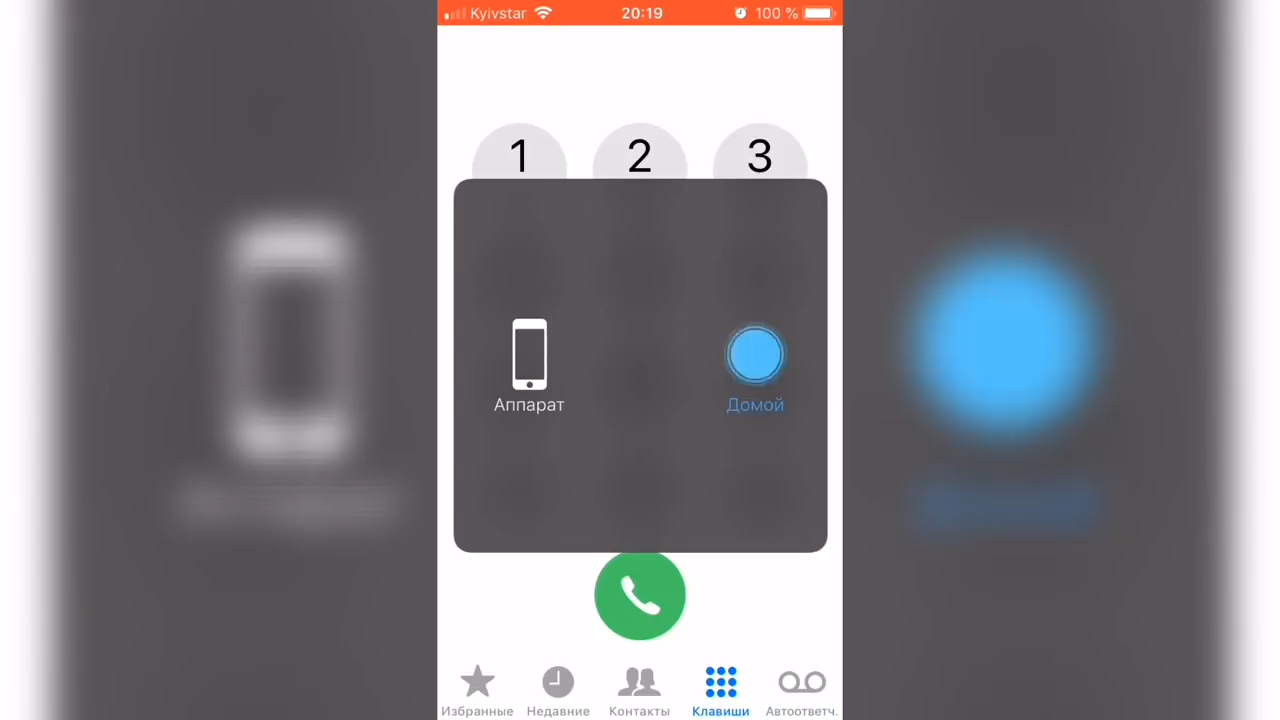 Kyivstar 20:19 100 %
1 2 3
Аппарат Домой
Избранные Недавние Контакты Клавиши Автоответч.